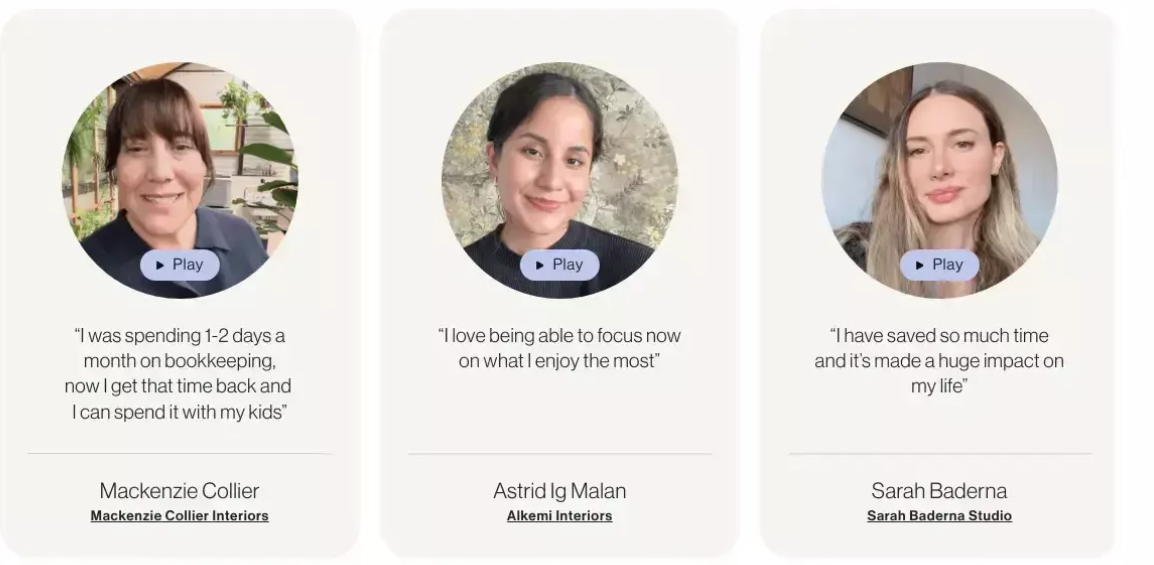 Play
“I was spending 1-2 days a
month on bookkeeping,
now I get that time back and
I can spend it with my kids”
Mackenzie Collier
Mackenzie Collier Interiors
Play
“I love being able to focus now
on what I enjoy the most”
Astrid Ig Malan
Alkemi Interiors
Play
“I have saved so much time
and it’s made a huge impact on
my life”
Sarah Baderna
Sarah Baderna Studio